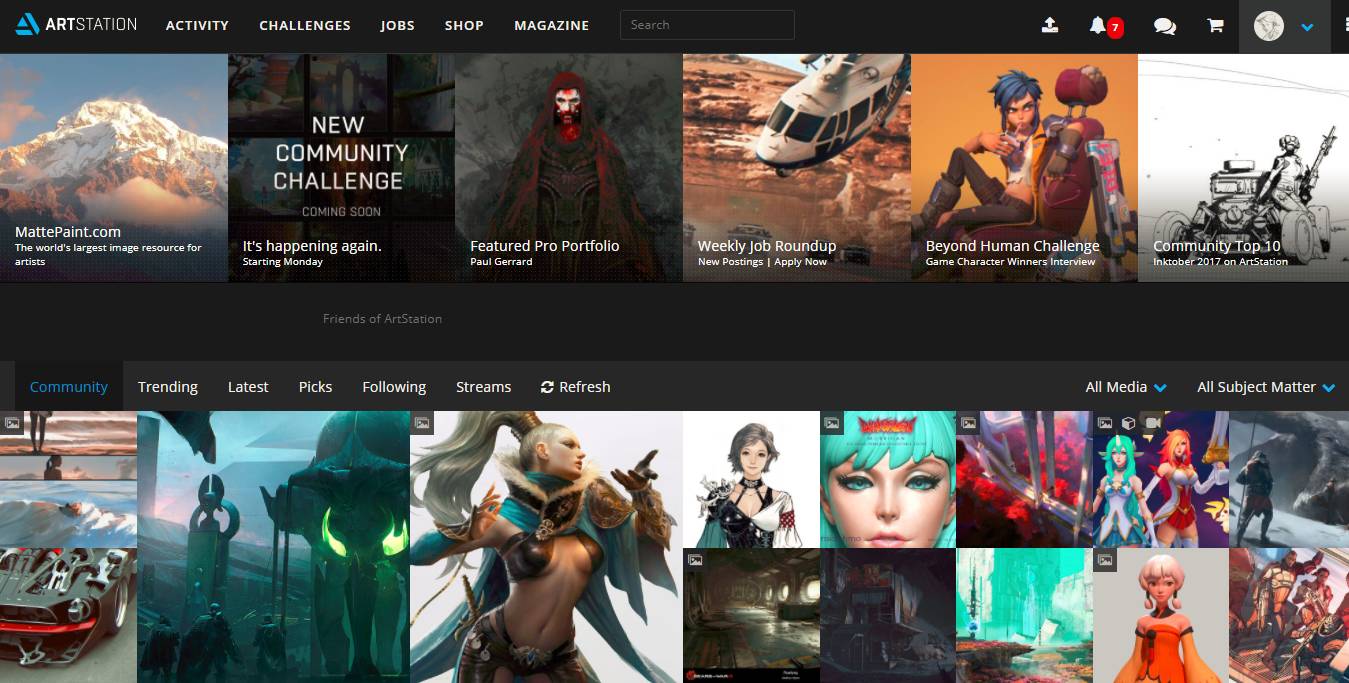 ARTSTATION ACTIVITY CHALLENGES JOBS SHOP MAGAZINE Search 7
NEW
COMMUNITY
CHALLENGE
COMING SOON
MattePaint.com
The world's largest image resource for
artists
It's happening again.
Starting Monday
Featured Pro Portfolio
Paul Gerrard
Weekly Job Roundup
New Postings | Apply Now
Beyond Human Challenge
Game Character Winners Interview
Community Top 10
Inktober 2017 on ArtStation
Friends of ArtStation
Community Trending Latest Picks Following Streams Refresh All Media All Subject Matter
MORRIGAN